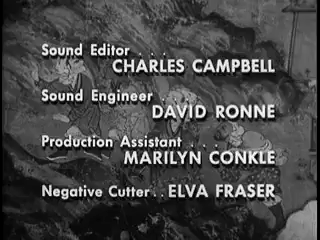 Sound Editor . . .
CHARLES CAMPBELL
Sound Engineer . . .
DAVID RONNE
Production Assistant . . .
MARILYN CONKLE
Negative Cutter . . ELVA FRASER